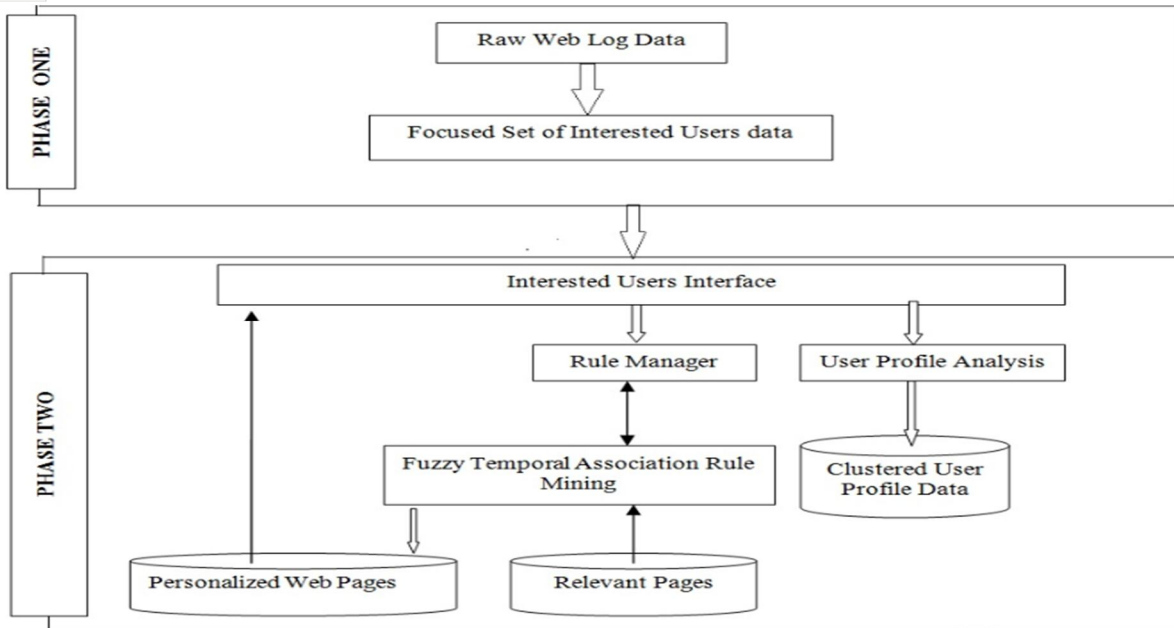 PHASE ONE
Raw Web Log Data
Focused Set of Interested Users data
PHASE TWO
Interested Users Interface
Rule Manager
User Profile Analysis
Fuzzy Temporal Association Rule
Mining
Clustered User
Profile Data
Personalized Web Pages
Relevant Pages